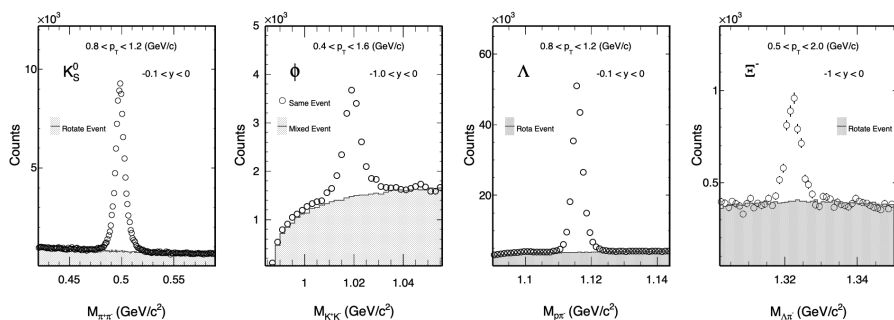 ×10³
0.8 < p_T < 1.2 (GeV/c)
K⁰_S
-0.1 < y < 0
Rotate Event
10
5
Counts
0.45
0.5
0.55
M_π⁺π⁻ (GeV/c²)
×10³
0.4 < p_T < 1.6 (GeV/c)
ϕ
-1.0 < y < 0
Same Event
Mixed Event
5
4
3
2
1
Counts
1
1.02
1.04
M_K⁺K⁻ (GeV/c²)
×10³
0.8 < p_T < 1.2 (GeV/c)
Λ
-0.1 < y < 0
Rota Event
60
40
20
Counts
1.1
1.12
1.14
M_pπ⁻ (GeV/c²)
×10³
0.5 < p_T < 2.0 (GeV/c)
Ξ⁻
-1 < y < 0
Rotate Event
1
0.5
Counts
1.32
1.34
M_Λπ⁻ (GeV/c²)